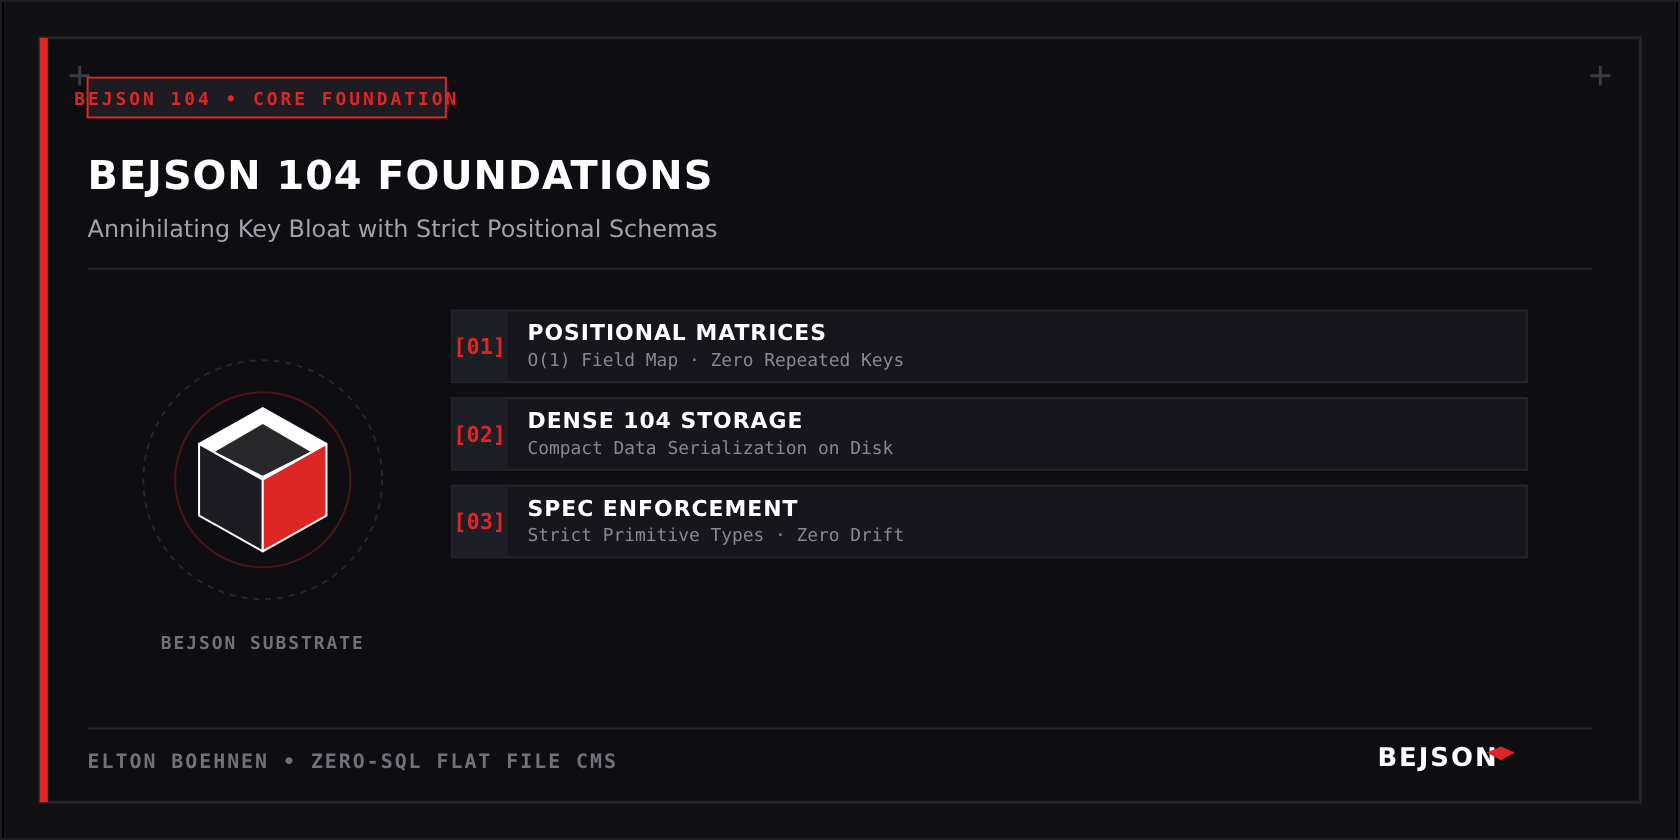 BEJSON 104 • CORE FOUNDATION
BEJSON 104 FOUNDATIONS
Annihilating Key Bloat with Strict Positional Schemas
[01]
POSITIONAL MATRICES
O(1) Field Map · Zero Repeated Keys
[02]
DENSE 104 STORAGE
Compact Data Serialization on Disk
[03]
SPEC ENFORCEMENT
Strict Primitive Types · Zero Drift
BEJSON SUBSTRATE
ELTON BOEHNEN • ZERO-SQL FLAT FILE CMS
BEJSON